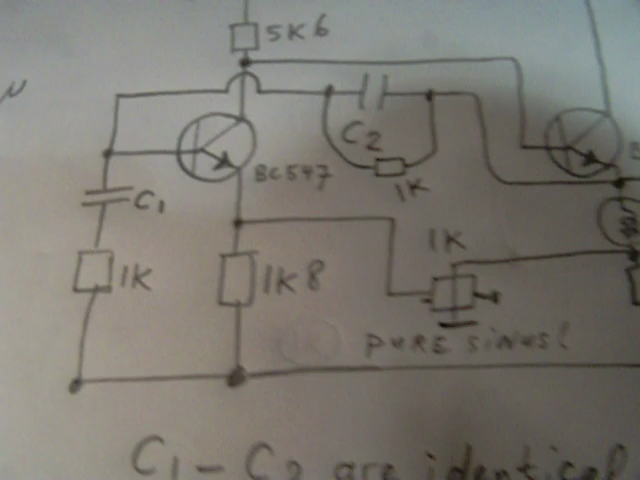 5K6
C2
BC547
1K
C1
1K
1K
1K8
PURE SINUS
C1-C2 are identical